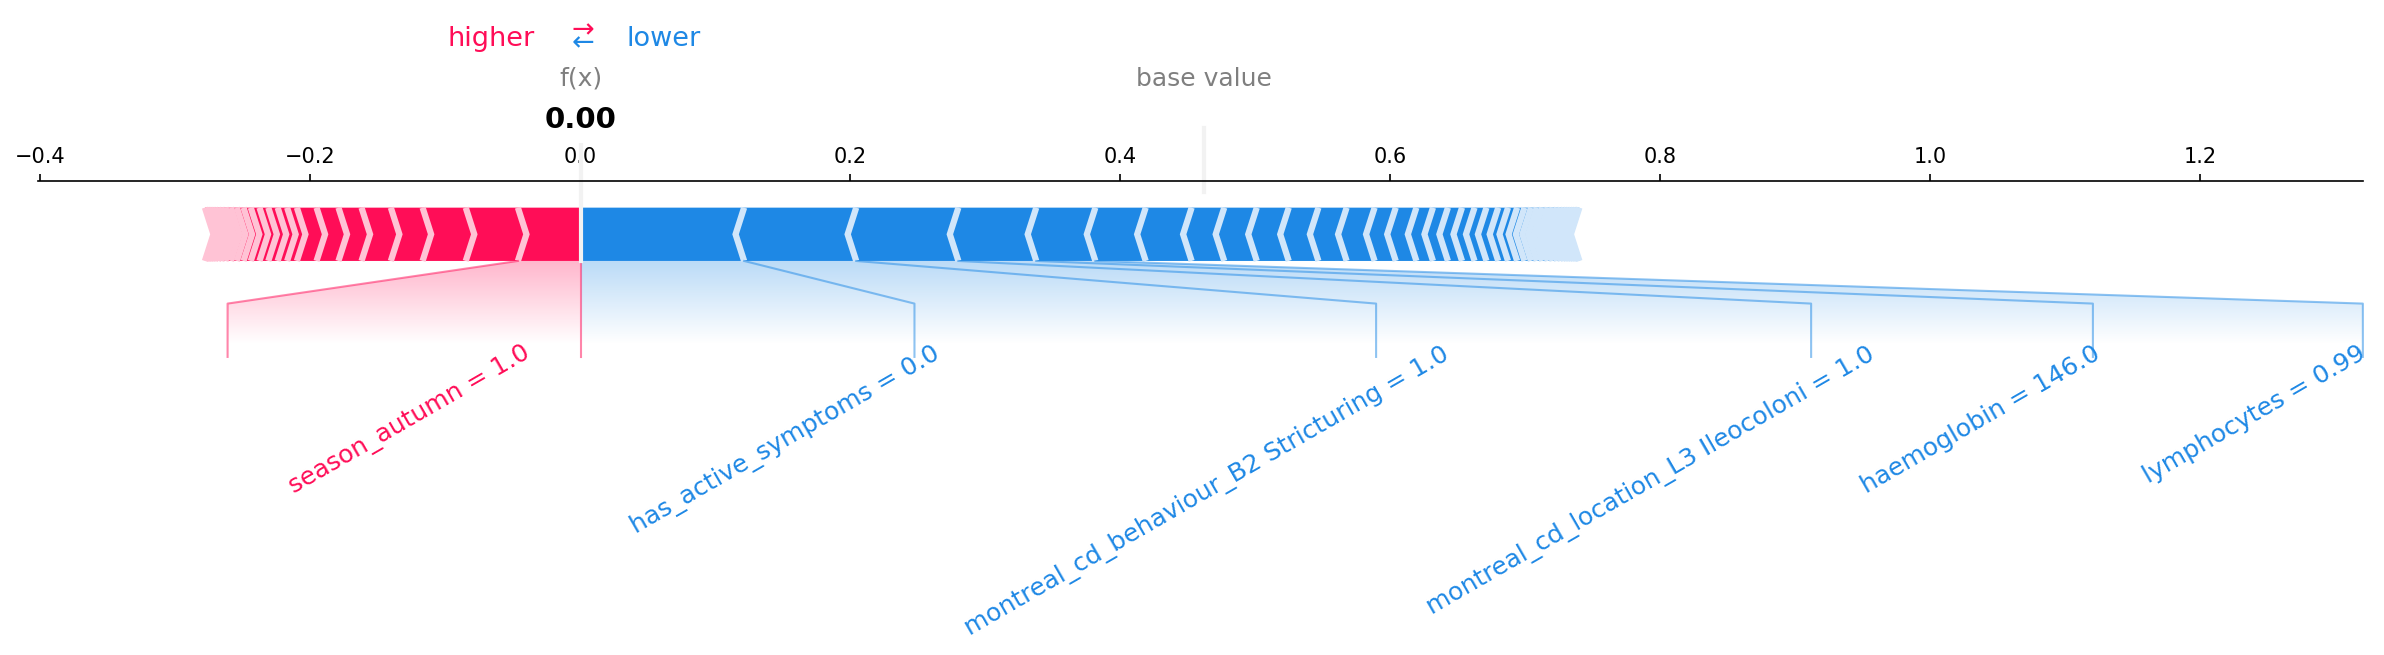 higher ⇄ lower
f(x)
base value
0.00
−0.4 −0.2 0.0 0.2 0.4 0.6 0.8 1.0 1.2
season_autumn = 1.0
has_active_symptoms = 0.0
montreal_cd_behaviour_B2 Stricturing = 1.0
montreal_cd_location_L3 Ileocoloni = 1.0
haemoglobin = 146.0
lymphocytes = 0.99